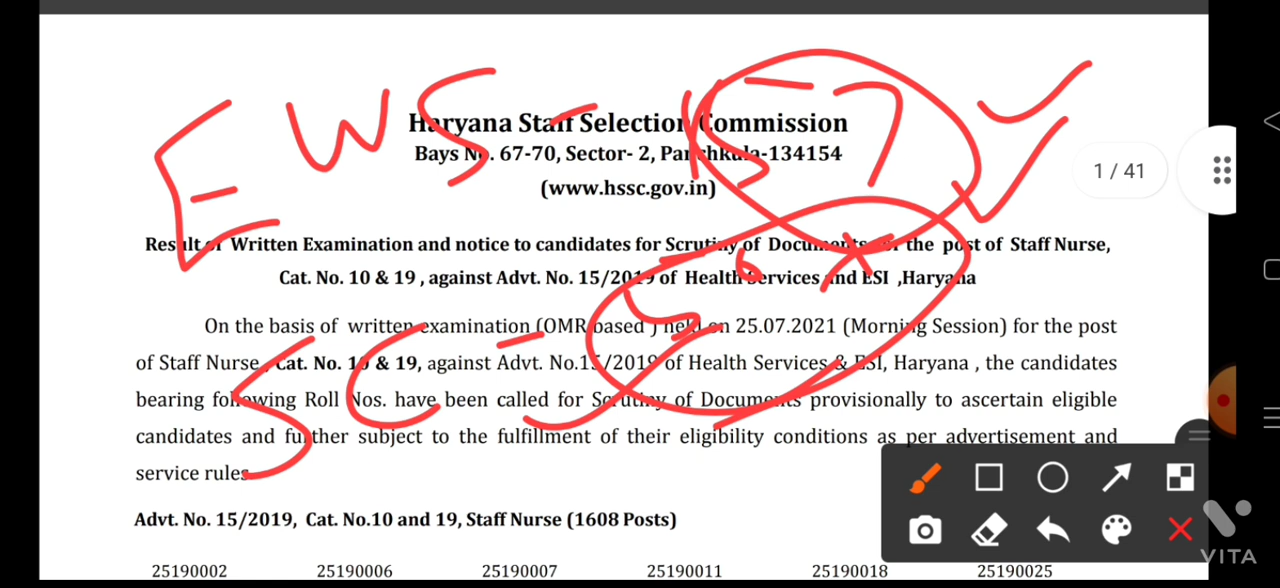 Haryana Staff Selection Commission
Bays No. 67-70, Sector- 2, Panchkula-134154
(www.hssc.gov.in)
1 / 41
EWS -
Result of Written Examination and notice to candidates for Scrutiny of Documents for the post of Staff Nurse,
Cat. No. 10 & 19 , against Advt. No. 15/2019 of Health Services and ESI ,Haryana
On the basis of written examination (OMR based ) held on 25.07.2021 (Morning Session) for the post
of Staff Nurse, Cat. No. 10 & 19, against Advt. No.15/2019 of Health Services & ESI, Haryana , the candidates
SC -
bearing following Roll Nos. have been called for Scrutiny of Documents provisionally to ascertain eligible
candidates and further subject to the fulfillment of their eligibility conditions as per advertisement and
service rules.
Advt. No. 15/2019, Cat. No.10 and 19, Staff Nurse (1608 Posts)
25190002 25190006 25190007 25190011 25190018 25190025
VITA